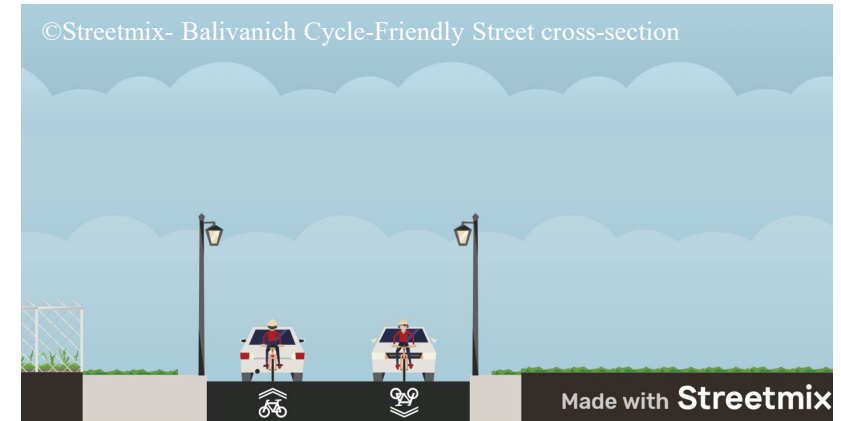 ©Streetmix- Balivanich Cycle-Friendly Street cross-section
Made with Streetmix